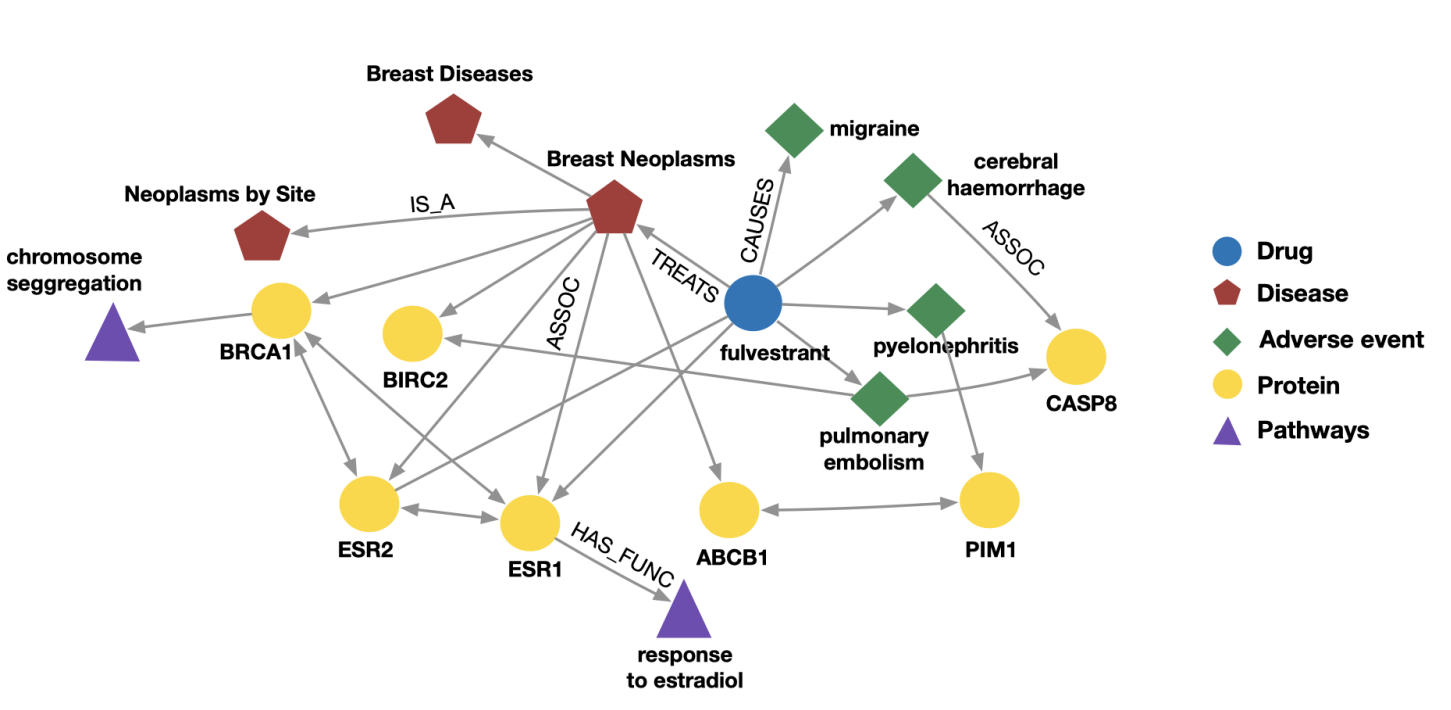 Breast Diseases
migraine
Breast Neoplasms
cerebral
haemorrhage
Neoplasms by Site
IS_A
CAUSES
ASSOC
chromosome
seggregation
TREATS
Drug
Disease
Adverse event
Protein
Pathways
ASSOC
BRCA1
BIRC2
fulvestrant
pyelonephritis
CASP8
pulmonary
embolism
ESR2
ESR1
HAS_FUNC
ABCB1
PIM1
response
to estradiol